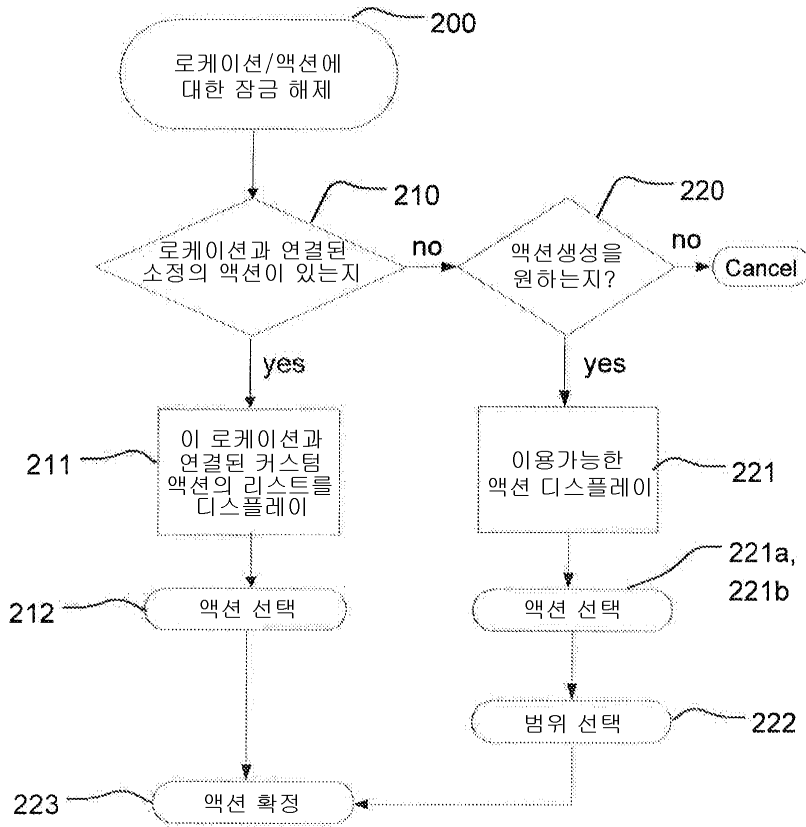 200
로케이션/액션에
대한 잠금 해제
210
220
로케이션과 연결된
소정의 액션이 있는지
no
액션생성을
원하는지?
no
Cancel
yes
yes
211
이 로케이션과
연결된 커스텀
액션의 리스트를
디스플레이
이용가능한
액션 디스플레이
221
221a,
221b
212
액션 선택
액션 선택
범위 선택
222
223
액션 확정